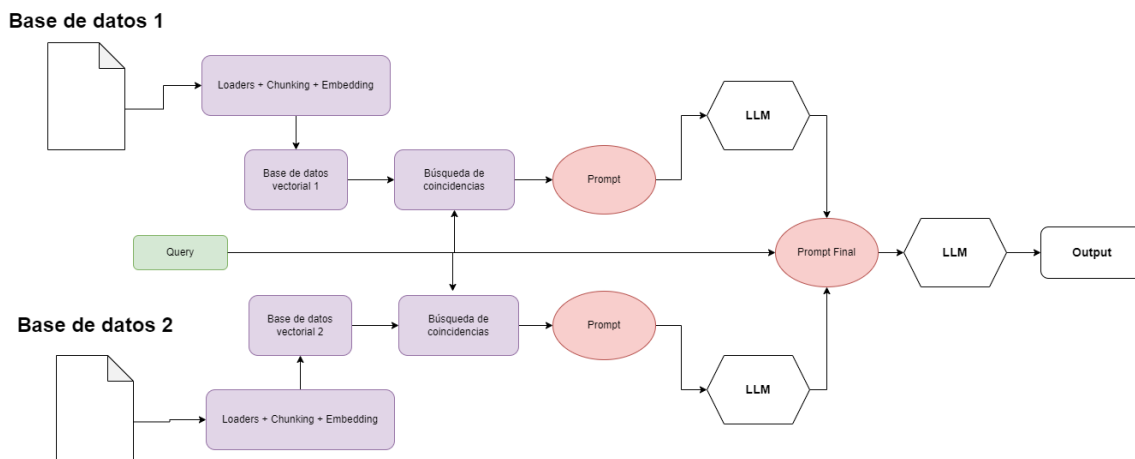 Base de datos 1
Loaders + Chunking + Embedding
LLM
Base de datos
vectorial 1
Búsqueda de
coincidencias
Prompt
Query
Prompt Final
LLM
Output
Base de datos 2
Base de datos
vectorial 2
Búsqueda de
coincidencias
Prompt
LLM
Loaders + Chunking + Embedding